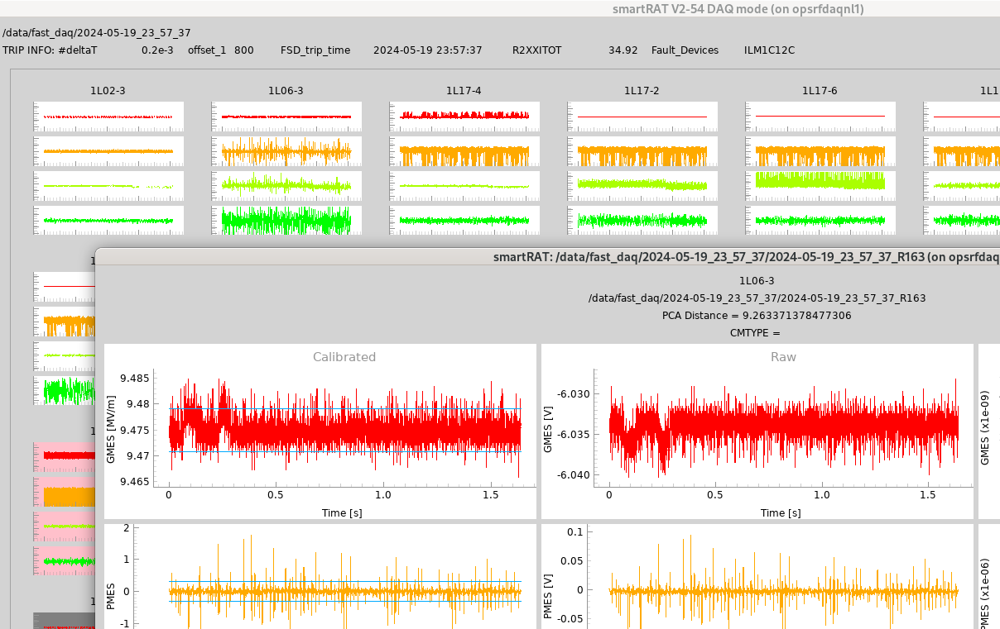 smartRAT V2-54 DAQ mode (on opsrfdaqnl1)
/data/fast_daq/2024-05-19_23_57_37
TRIP INFO: #deltaT 0.2e-3 offset_1 800 FSD_trip_time 2024-05-19 23:57:37 R2XXITOT 34.92 Fault_Devices ILM1C12C
1L02-3 1L06-3 1L17-4 1L17-2 1L17-6 1L1
1
smartRAT: /data/fast_daq/2024-05-19_23_57_37/2024-05-19_23_57_37_R163 (on opsrfdaq
1L06-3
/data/fast_daq/2024-05-19_23_57_37/2024-05-19_23_57_37_R163
PCA Distance = 9.263371378477306
CMTYPE =
Calibrated
GMES [MV/m]
9.485
9.48
9.475
9.47
9.465
0 0.5 1.0 1.5
Time [s]
Raw
GMES [V]
-6.030
-6.035
-6.040
0 0.5 1.0 1.5
Time [s]
GMES (x1e-09)
1
PMES
2
1
0
-1
PMES [V]
0.1
0.05
0
-0.05
PMES (x1e-06)
1